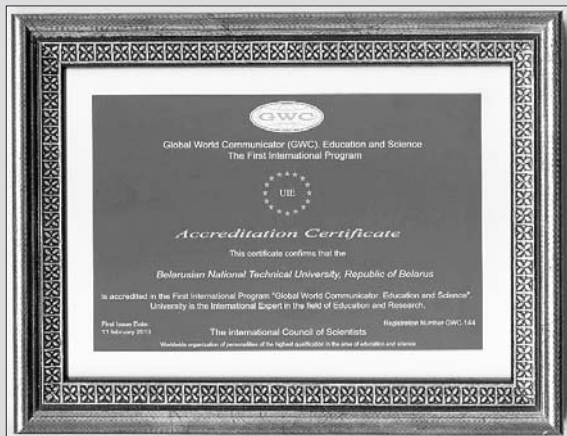 GWC
Global World Communicator (GWC). Education and Science
The First International Program
UIE
Accreditation Certificate
This certificate confirms that the
Belarusian National Technical University, Republic of Belarus
is accredited in the First International Program "Global World Communicator. Education and Science".
University is the International Expert in the field of Education and Research.
First Issue Date:
11 february 2013
Registration Number GWC-144
The international Council of Scientists
Worldwide organization of personalities of the highest qualification in the area of education and science